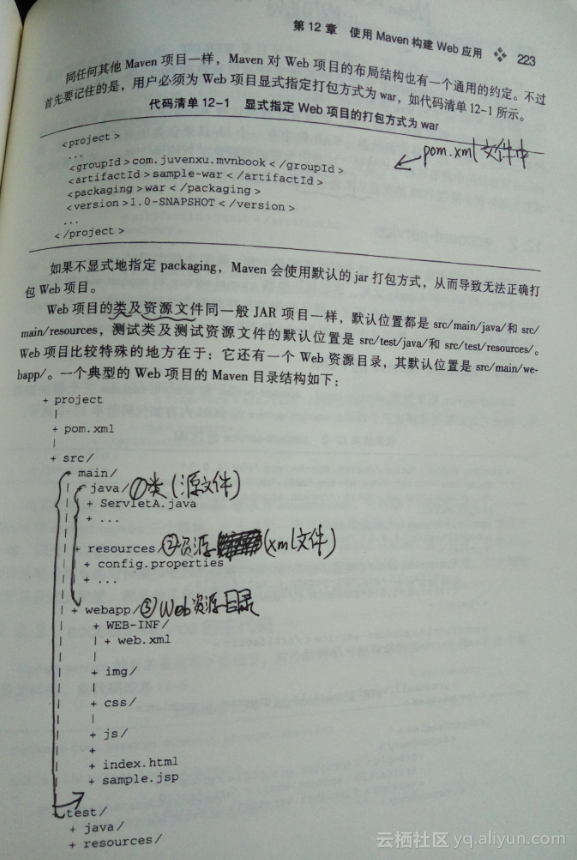 第 12 章 使用 Maven 构建 Web 应用 ❖ 223
同任何其他 Maven 项目一样，Maven 对 Web 项目的布局结构也有一个通用的约定。不过
首先要记住的是，用户必须为 Web 项目显式指定打包方式为 war，如代码清单 12-1 所示。
代码清单 12-1 显式指定 Web 项目的打包方式为 war
<project>
...
<groupId>com.juvenxu.mvnbook</groupId>
<artifactId>sample-war</artifactId>
<packaging>war</packaging>
<version>1.0-SNAPSHOT</version>
...
</project>
pom.xml文件中
如果不显式地指定 packaging，Maven 会使用默认的 jar 打包方式，从而导致无法正确打
包 Web 项目。
Web 项目的类及资源文件同一般 JAR 项目一样，默认位置都是 src/main/java/和 src/
main/resources，测试类及测试资源文件的默认位置是 src/test/java/和 src/test/resources/。
Web 项目比较特殊的地方在于：它还有一个 Web 资源目录，其默认位置是 src/main/we-
bapp/。一个典型的 Web 项目的 Maven 目录结构如下：
+ project
|
+ pom.xml
|
+ src/
main/
+ java/ ①类(源文件)
| + ServletA.java
| + ...
|
+ resources/ ②资源(xml文件)
| + config.properties
| + ...
|
+ webapp/ ③Web资源目录
+ WEB-INF/
| + web.xml
|
+ img/
|
+ css/
|
+ js/
+
+ index.html
+ sample.jsp
test/
+ java/
+ resources/
云栖社区 yq.aliyun.com